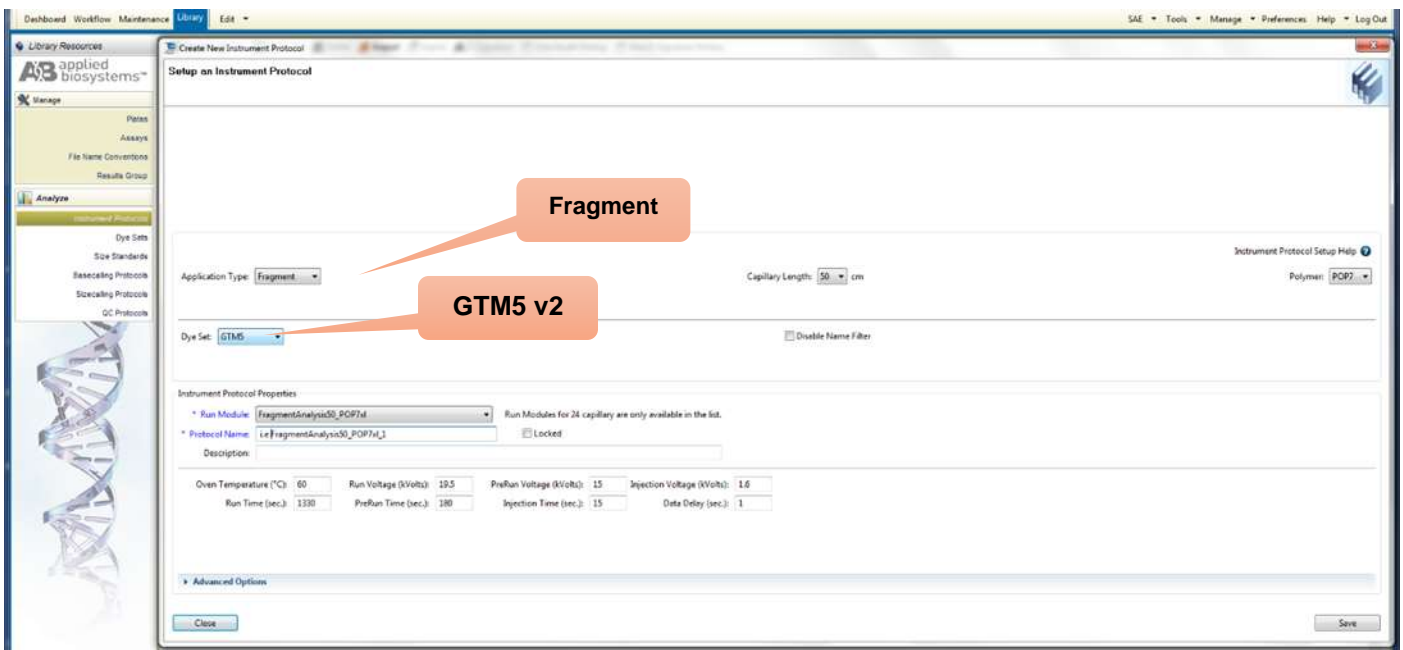 Dashboard Workflow Maintenance Library Edit SAE Tools Manage Preferences Help Log Out
Library Resources
AB applied biosystems™
Manage
Plates
Assays
File Name Conventions
Results Group
Analyze
Instrument Protocols
Dye Sets
Size Standards
Basecalling Protocols
Sizecalling Protocols
QC Protocols
Create New Instrument Protocol
Setup an Instrument Protocol
Fragment
Instrument Protocol Setup Help
Application Type: Fragment Capillary Length: 50 cm Polymer: POP7
GTM5 v2
Dye Set: GTM5 Disable Name Filter
Instrument Protocol Properties
* Run Module: FragmentAnalysis50_POP7xl Run Modules for 24 capillary are only available in the list.
* Protocol Name: i.e FragmentAnalysis50_POP7xl_1 Locked
Description:
Oven Temperature (°C): 60 Run Voltage (kVolts): 19.5 PreRun Voltage (kVolts): 15 Injection Voltage (kVolts): 1.6
Run Time (sec.): 1330 PreRun Time (sec.): 180 Injection Time (sec.): 15 Data Delay (sec.): 1
Advanced Options
Close Save